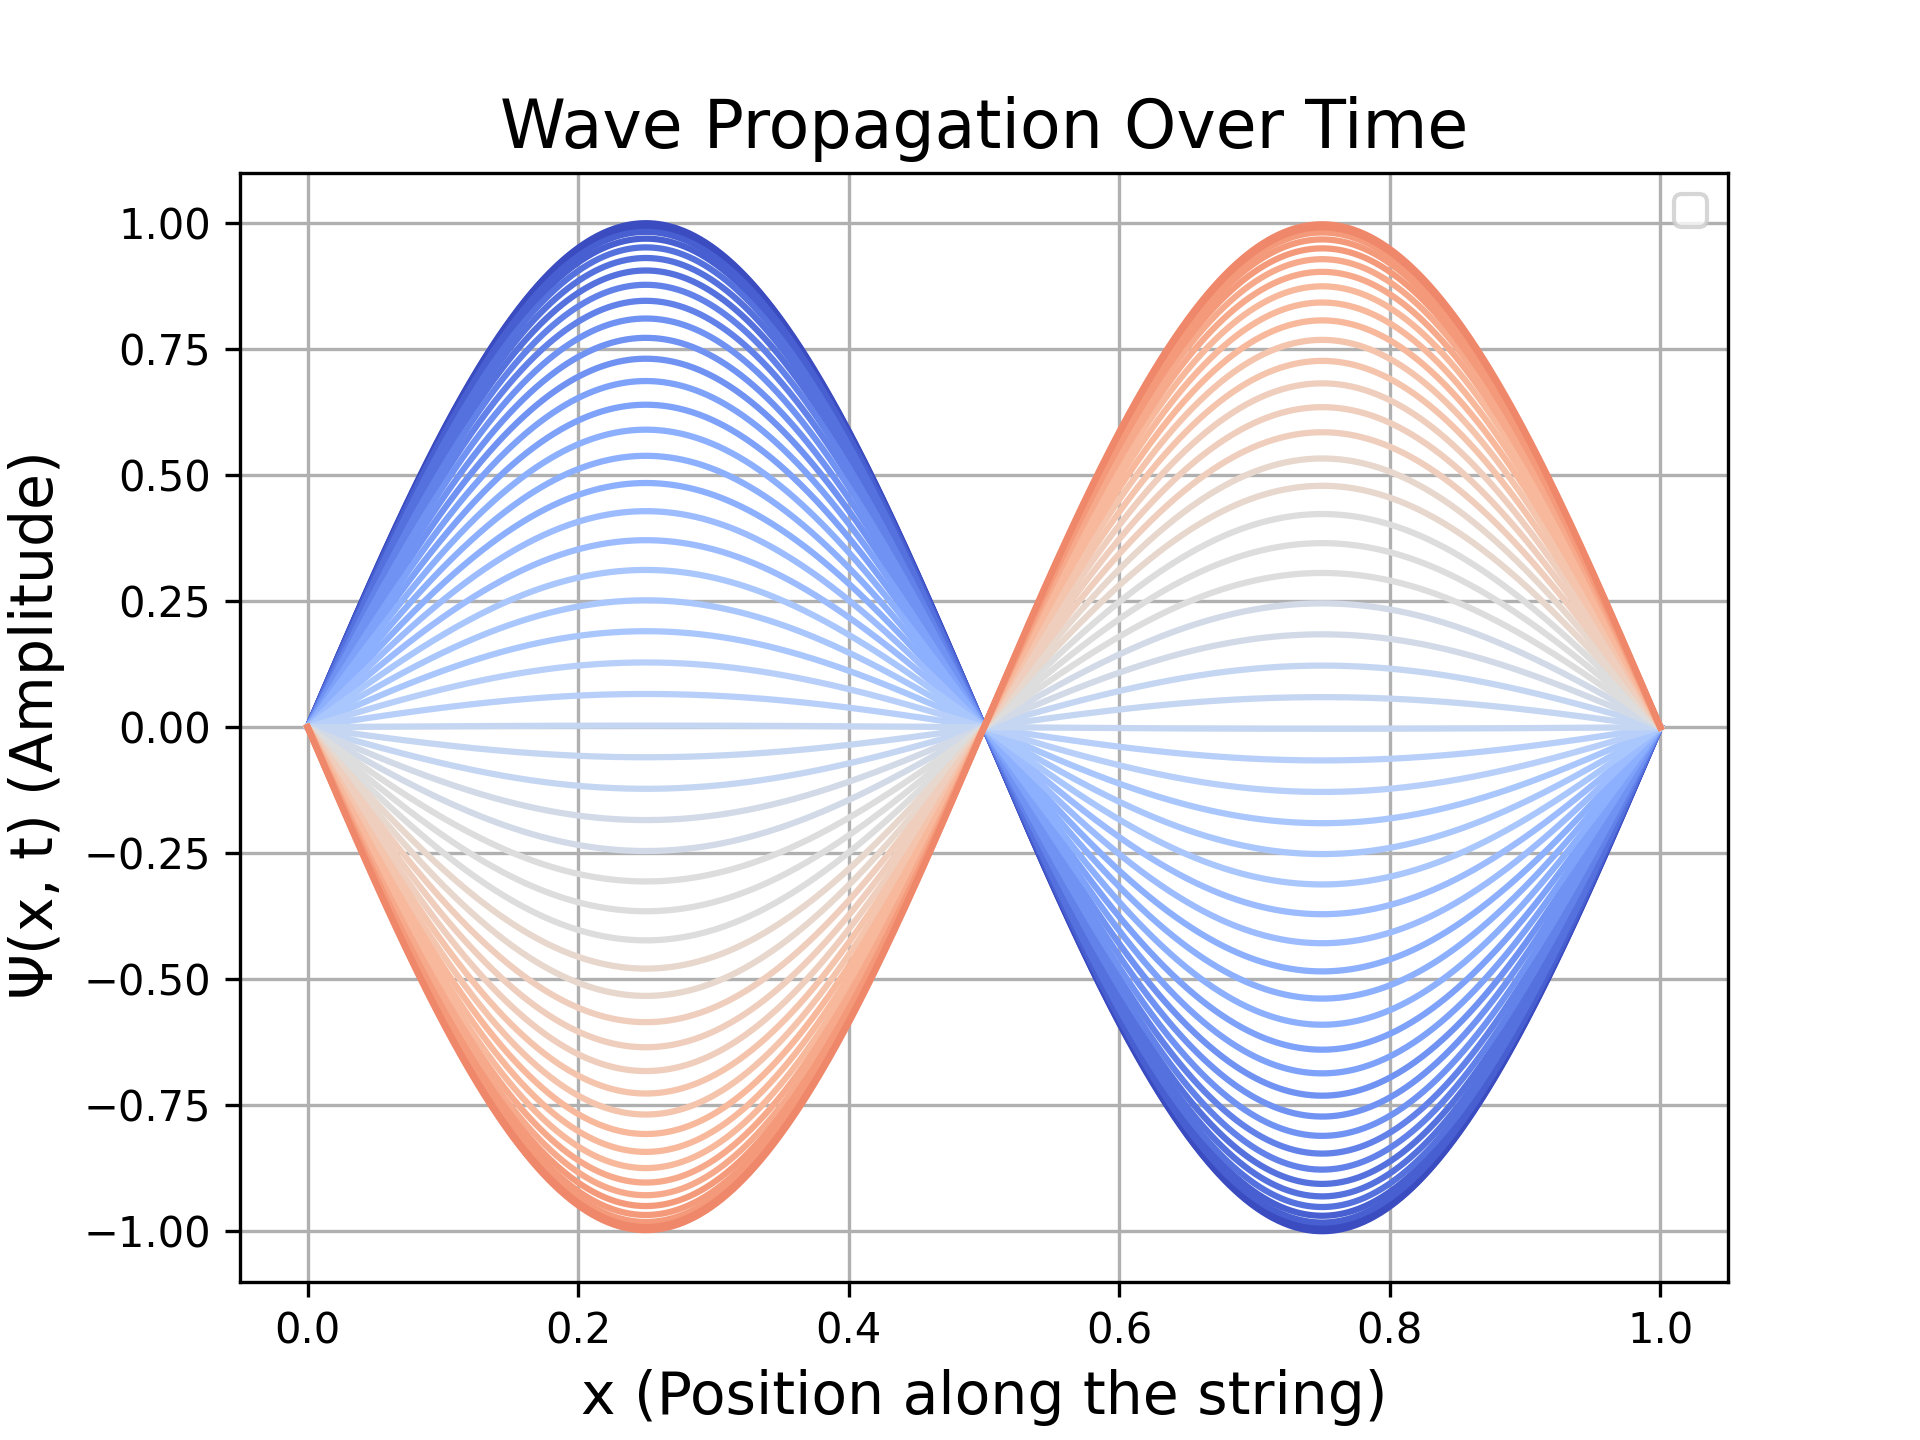 Wave Propagation Over Time
Ψ(x, t) (Amplitude)
1.00
0.75
0.50
0.25
0.00
−0.25
−0.50
−0.75
−1.00
0.0 0.2 0.4 0.6 0.8 1.0
x (Position along the string)